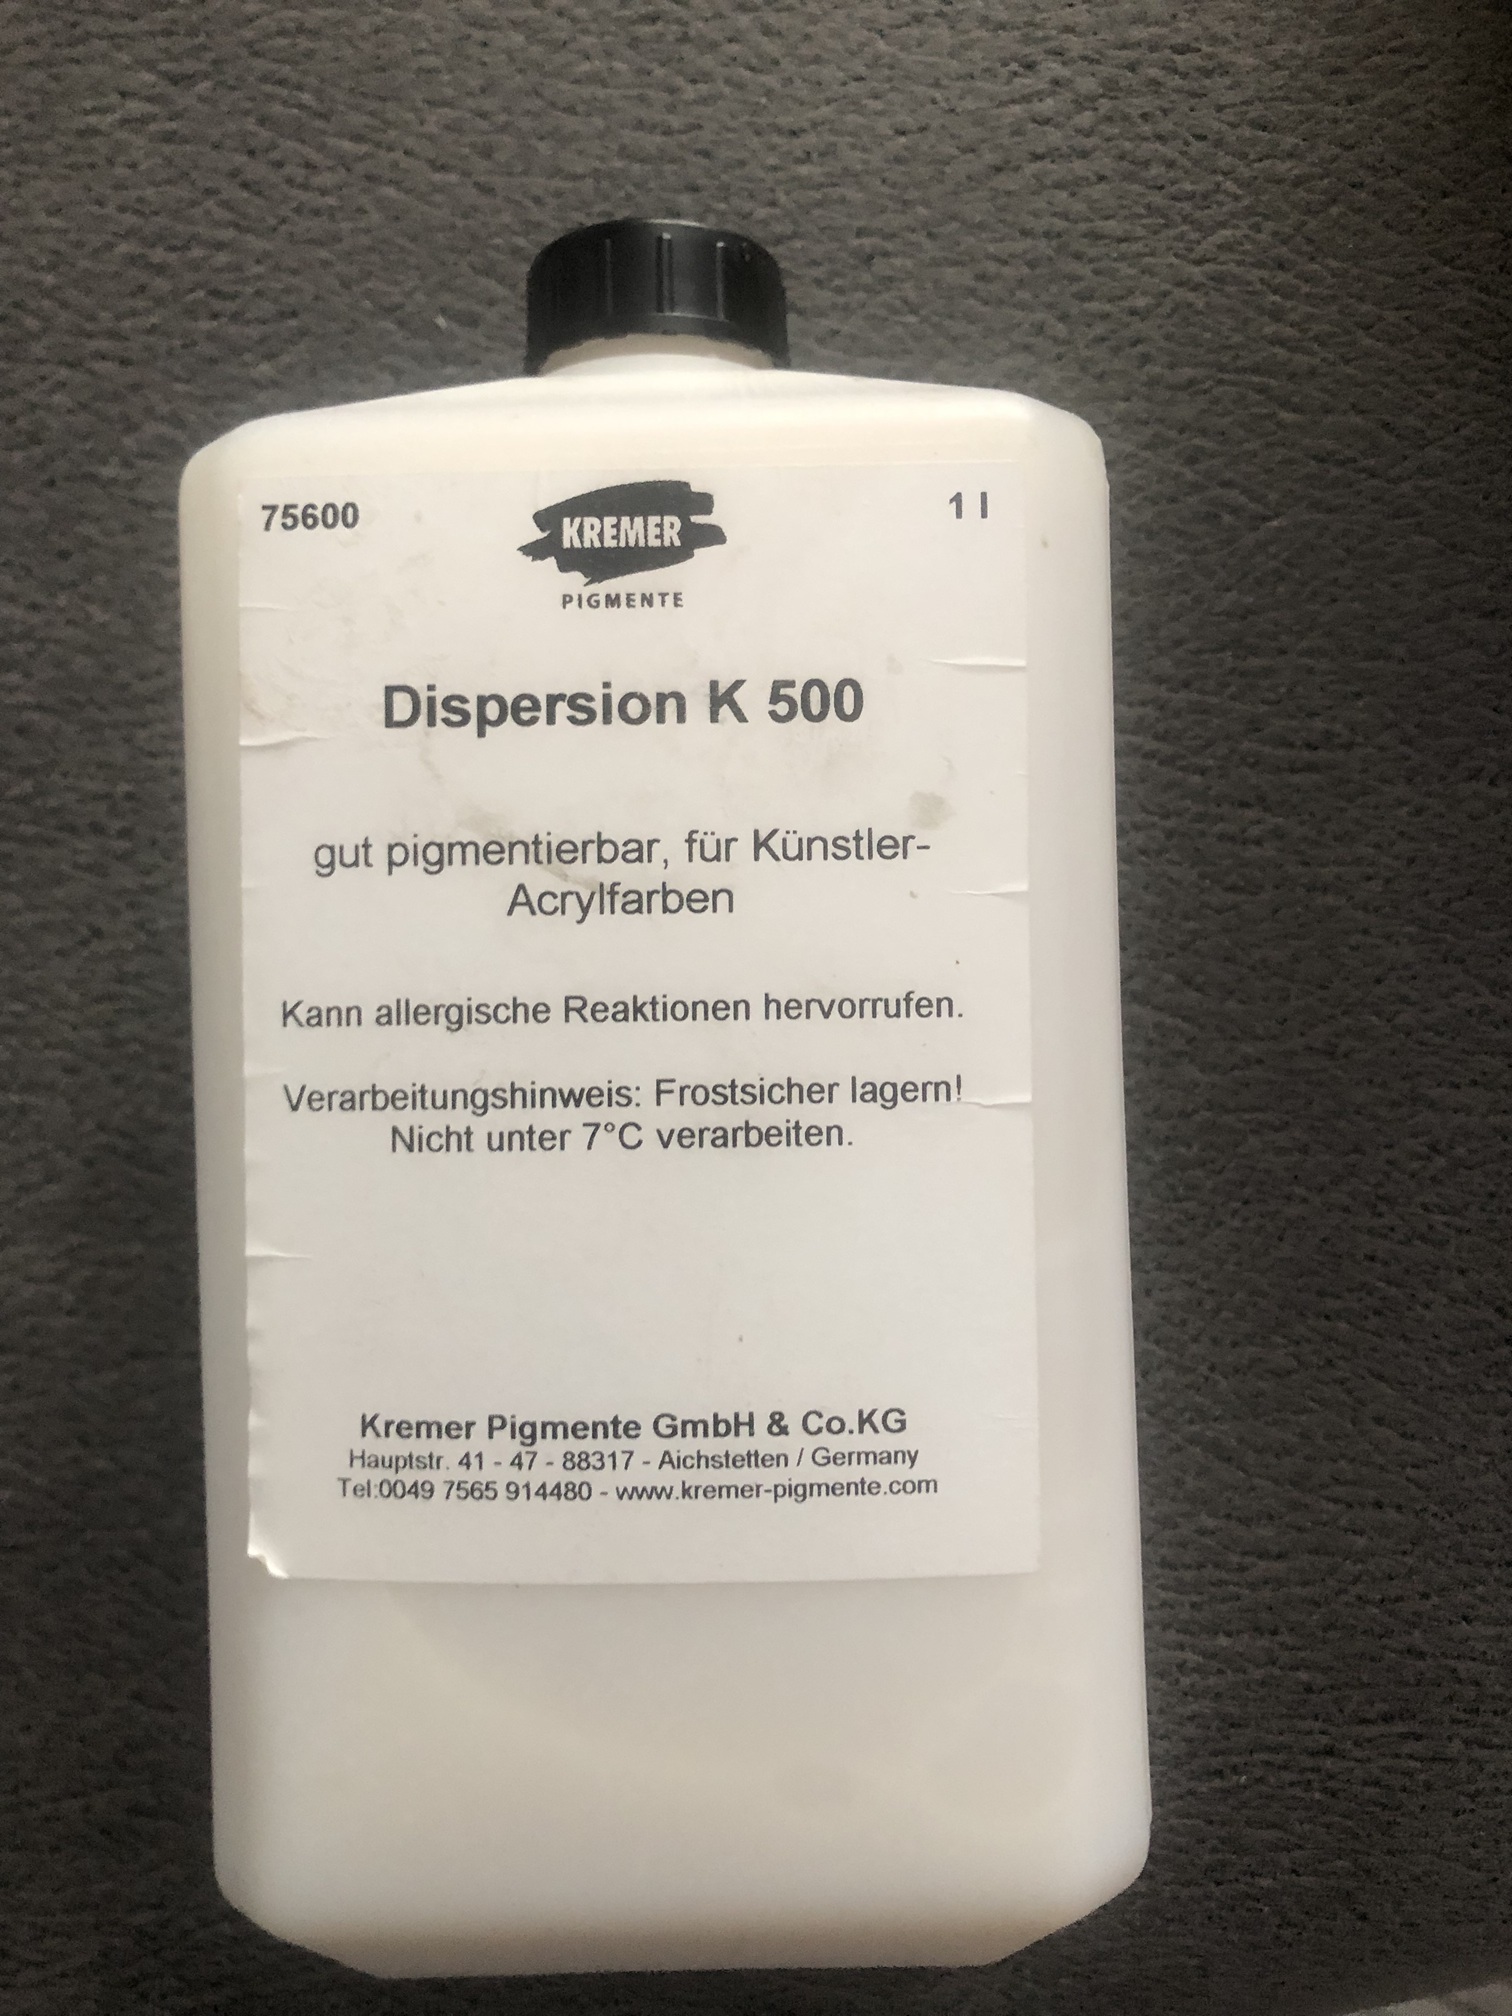 75600
KREMER
1 l
PIGMENTE
Dispersion K 500
gut pigmentierbar, für Künstler-
Acrylfarben
Kann allergische Reaktionen hervorrufen.
Verarbeitungshinweis: Frostsicher lagern!
Nicht unter 7°C verarbeiten.
Kremer Pigmente GmbH & Co.KG
Hauptstr. 41 - 47 - 88317 - Aichstetten / Germany
Tel:0049 7565 914480 - www.kremer-pigmente.com